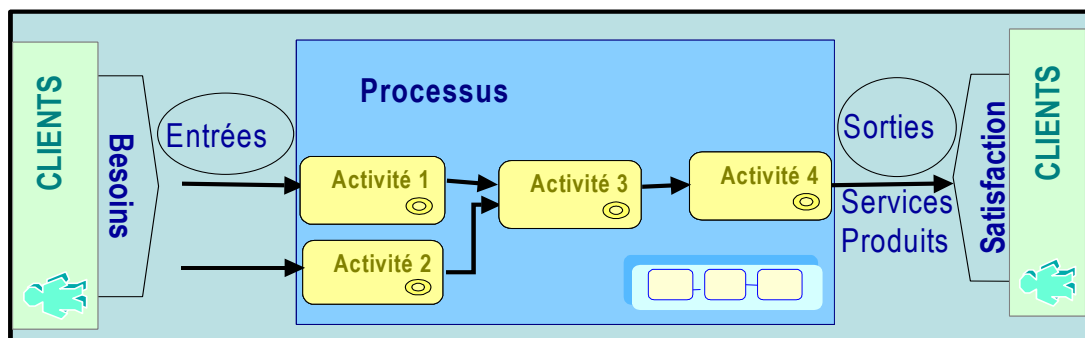 CLIENTS
Besoins
Entrées
Processus
Activité 1
Activité 2
Activité 3
Activité 4
Sorties
Services
Produits
Satisfaction
CLIENTS